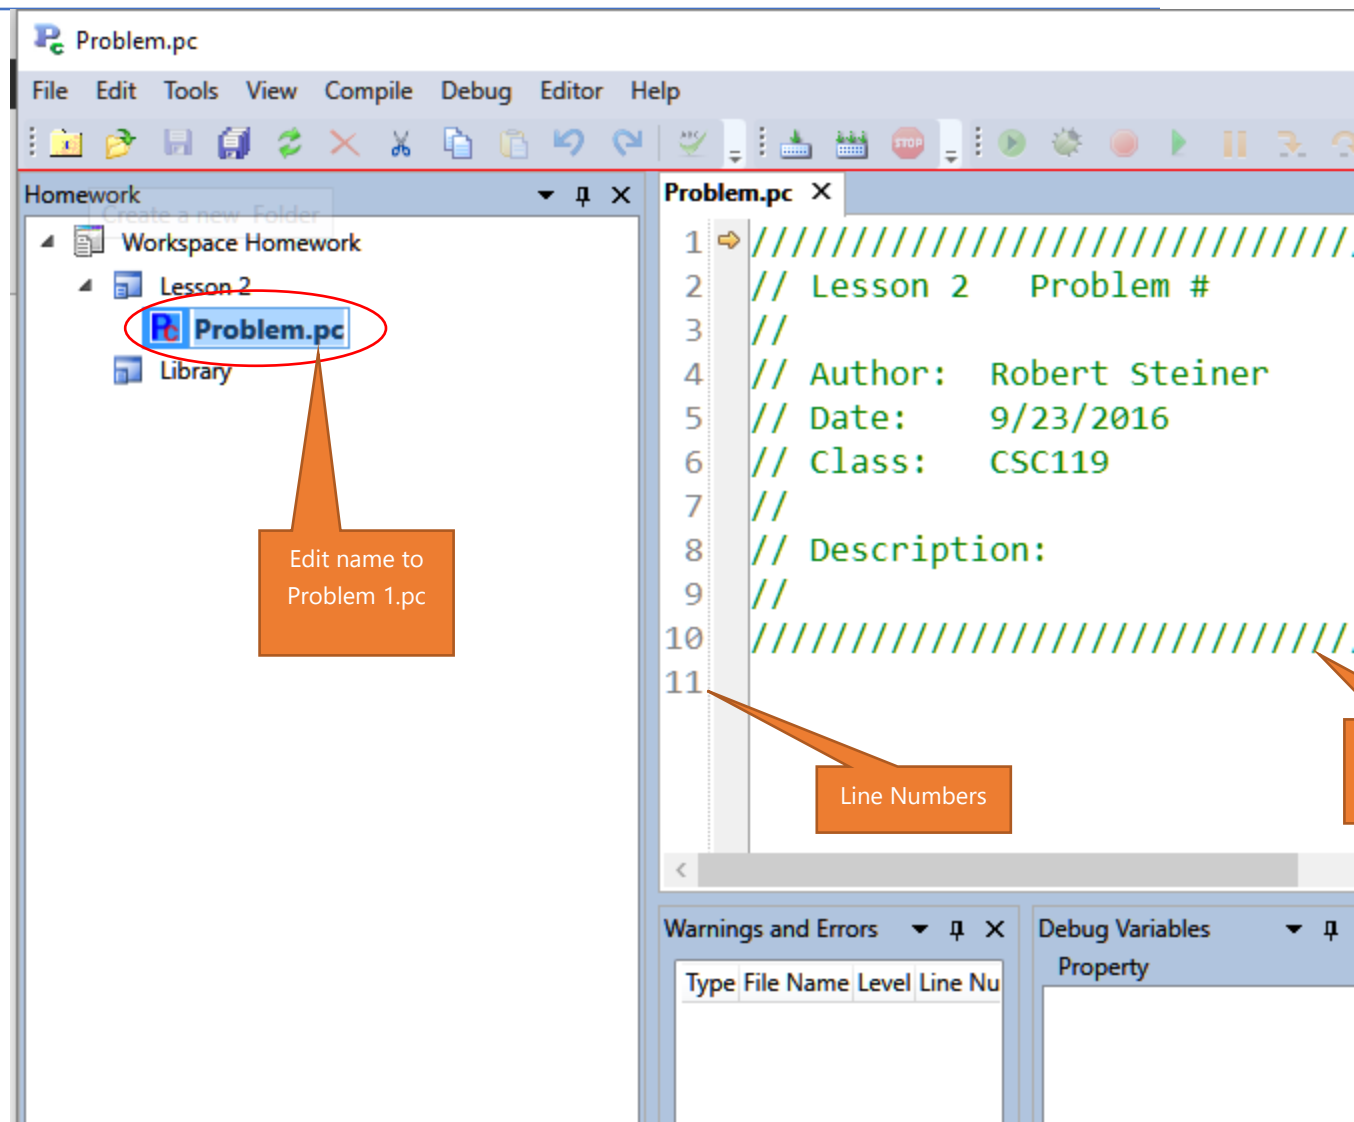 Problem.pc
File Edit Tools View Compile Debug Editor Help
ABC STOP
Homework
Create a new Folder
Workspace Homework
Lesson 2
Problem.pc
Library
Edit name to
Problem 1.pc
Problem.pc
1 //////////////////////////////
2 // Lesson 2 Problem #
3 //
4 // Author: Robert Steiner
5 // Date: 9/23/2016
6 // Class: CSC119
7 //
8 // Description:
9 //
10 //////////////////////////////
11
Line Numbers
Warnings and Errors
Type File Name Level Line Nu
Debug Variables
Property